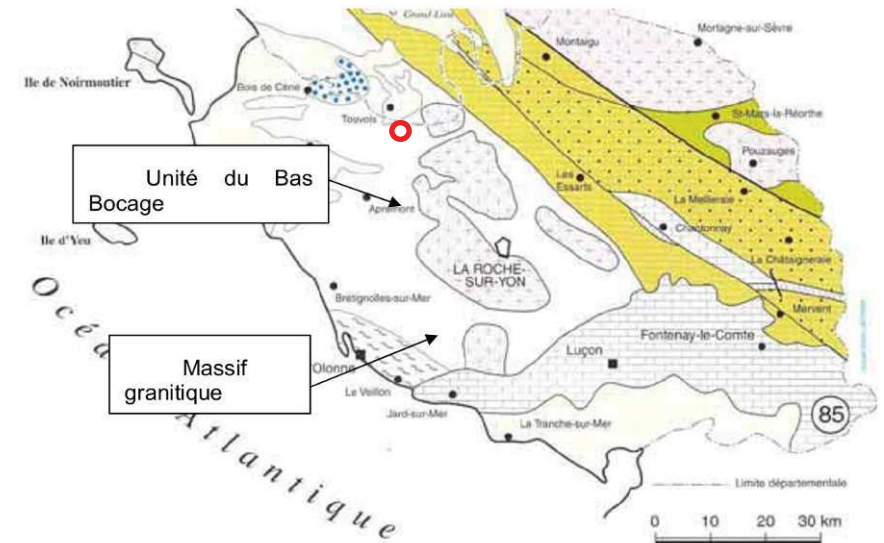 Grand-Lieu
Mortagne-sur-Sèvre
Montaigu
Ile de Noirmoutier
Bois de Céné
Touvois
St-Mars-la-Réorthe
Pouzauges
Unité du Bas
Bocage
Les
Essarts
La Meilleraie
Apremont
Chantonnay
Ile d'Yeu
La Châtaigneraie
LA ROCHE-
SUR-YON
Brétignolles-sur-Mer
Mervent
Fontenay-le-Comte
Massif
granitique
Olonne
Luçon
Le Veillon
Jard-sur-Mer
85
La Tranche-sur-Mer
Océa
Atlantique
Limite départementale
0 10 20 30 km